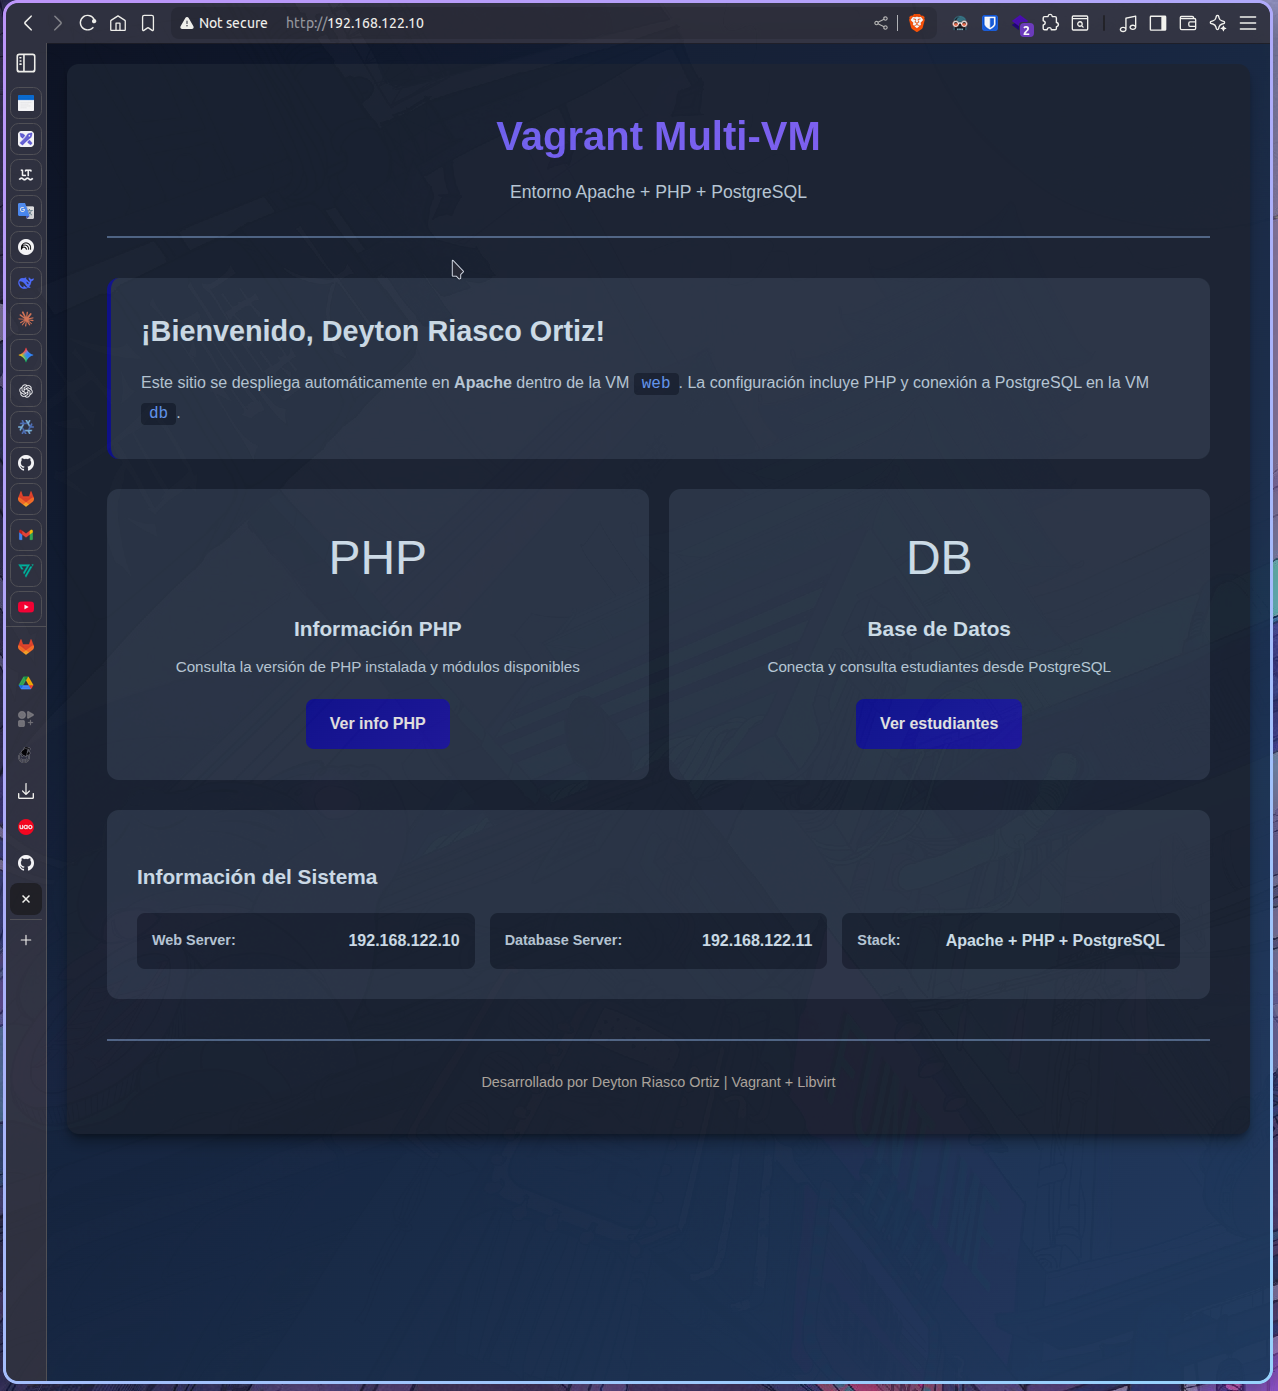 Not secure http://192.168.122.10
2
Vagrant Multi-VM
Entorno Apache + PHP + PostgreSQL
¡Bienvenido, Deyton Riasco Ortiz!
Este sitio se despliega automáticamente en Apache dentro de la VM web. La configuración incluye PHP y conexión a PostgreSQL en la VM
db.
PHP
Información PHP
Consulta la versión de PHP instalada y módulos disponibles
Ver info PHP
DB
Base de Datos
Conecta y consulta estudiantes desde PostgreSQL
Ver estudiantes
Información del Sistema
Web Server: 192.168.122.10
Database Server: 192.168.122.11
Stack: Apache + PHP + PostgreSQL
Desarrollado por Deyton Riasco Ortiz | Vagrant + Libvirt